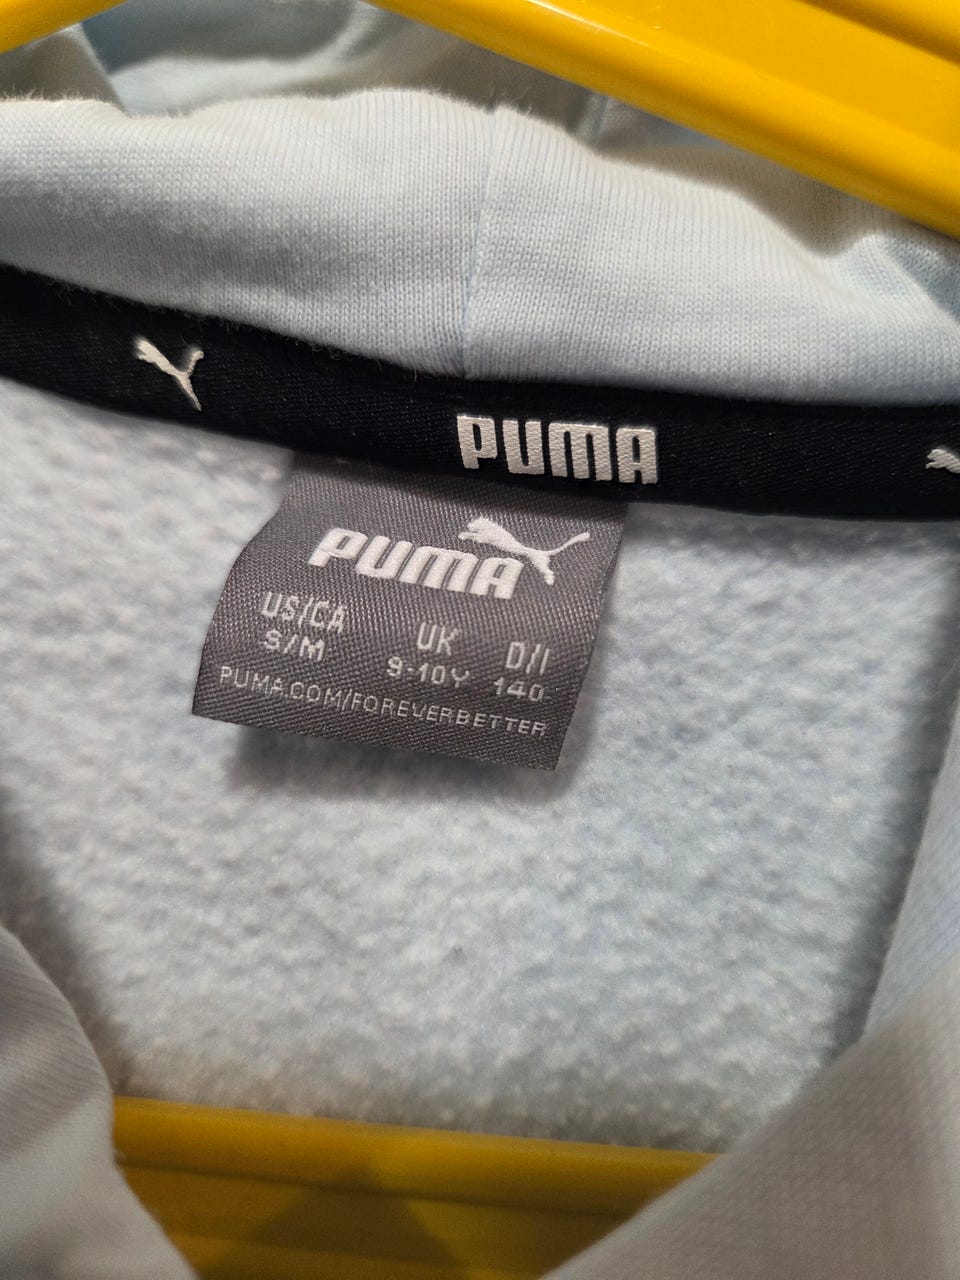 PUMA
PUMA
US/CA UK D/I
S/M 9-10Y 140
PUMA.COM/FOREVERBETTER